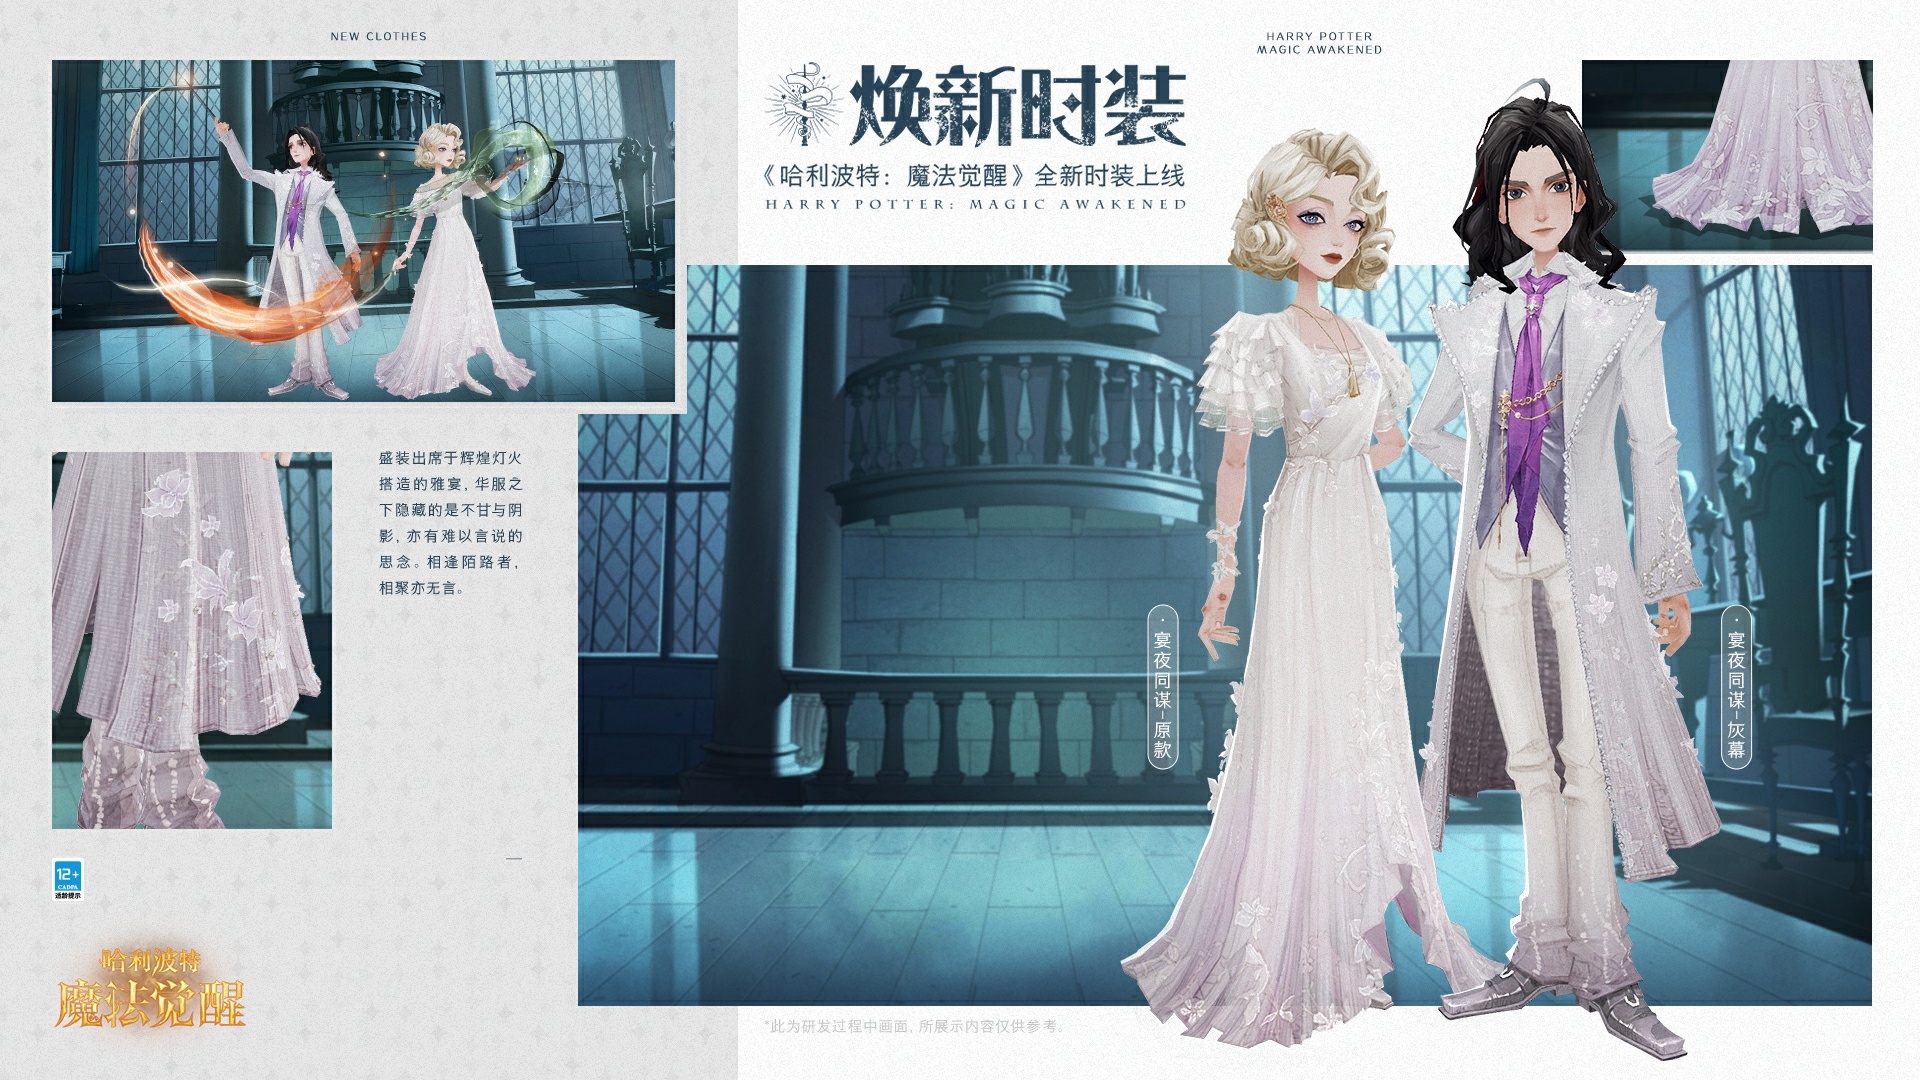 NEW CLOTHES
HARRY POTTER
MAGIC AWAKENED
焕新时装
《哈利波特：魔法觉醒》全新时装上线
HARRY POTTER: MAGIC AWAKENED
盛装出席于辉煌灯火
搭造的雅宴，华服之
下隐藏的是不甘与阴
影，亦有难以言说的
思念。相逢陌路者，
相聚亦无言。
·宴夜同谋-原款
·宴夜同谋-灰幕
12+
CADPA
适龄提示
哈利波特
魔法觉醒
*此为研发过程中画面，所展示内容仅供参考。